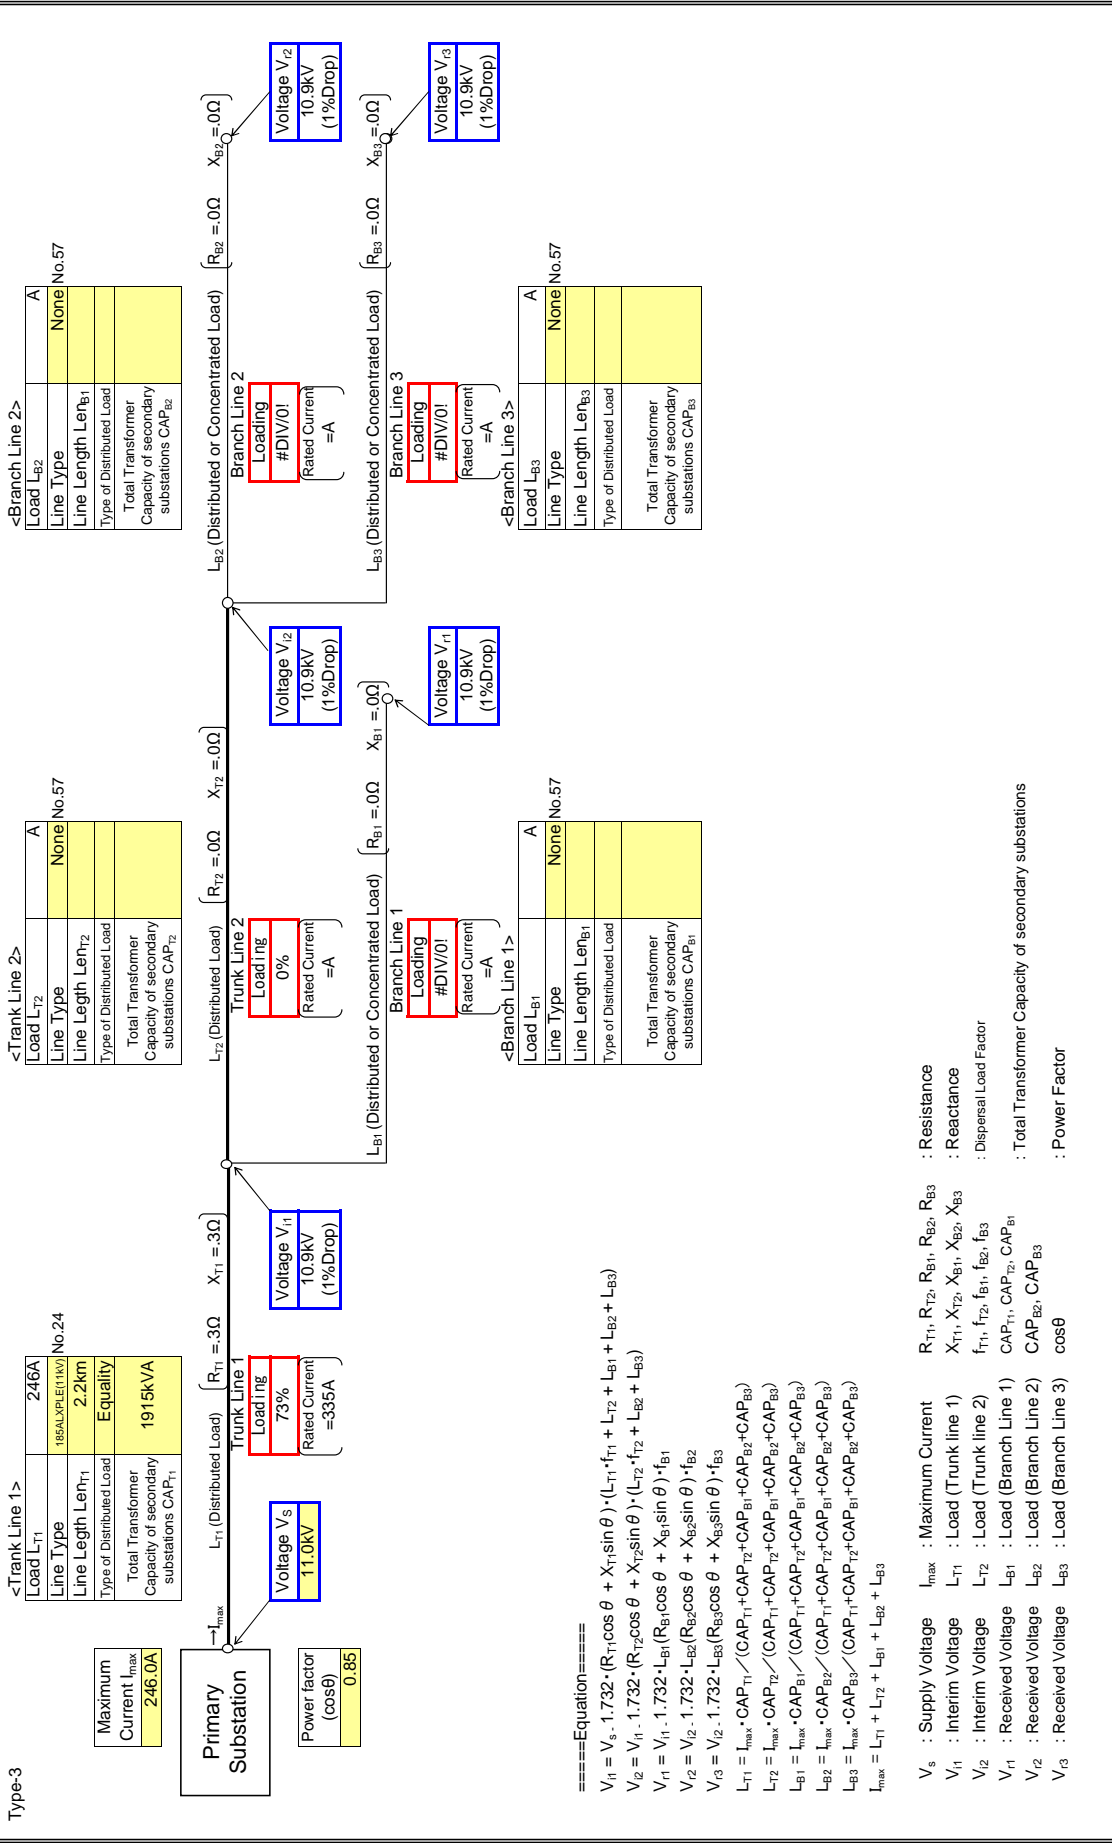 Type-3
Maximum
Current Imax
246.0A
Primary
Substation
→Imax
Power factor
(cosθ)
0.85
Voltage VS
11.0kV
<Trank Line 1>
Load LT1 246A
Line Type 185ALXPLE(11kV) No.24
Line Legth LenT1 2.2km
Type of Distributed Load Equality
Total Transformer
Capacity of secondary
substations CAPT1
1915kVA
LT1 (Distributed Load) RT1 =.3Ω XT1 =.3Ω
Trunk Line 1
Loading
73%
Rated Current
=335A
Voltage Vi1
10.9kV
(1%Drop)
<Trank Line 2>
Load LT2 A
Line Type None No.57
Line Length LenT2
Type of Distributed Load
Total Transformer
Capacity of secondary
substations CAPT2
LT2 (Distributed Load) RT2 =.0Ω XT2 =.0Ω
Trunk Line 2
Loading
0%
Rated Current
=A
Voltage Vi2
10.9kV
(1%Drop)
LB1 (Distributed or Concentrated Load) RB1 =.0Ω XB1 =.0Ω
Branch Line 1
Loading
#DIV/0!
Rated Current
=A
Voltage Vr1
10.9kV
(1%Drop)
<Branch Line 1>
Load LB1 A
Line Type None No.57
Line Length LenB1
Type of Distributed Load
Total Transformer
Capacity of secondary
substations CAPB1
<Branch Line 2>
Load LB2 A
Line Type None No.57
Line Length LenB1
Type of Distributed Load
Total Transformer
Capacity of secondary
substations CAPB2
LB2 (Distributed or Concentrated Load) RB2 =.0Ω XB2 =.0Ω
Branch Line 2
Loading
#DIV/0!
Rated Current
=A
Voltage Vr2
10.9kV
(1%Drop)
LB3 (Distributed or Concentrated Load) RB3 =.0Ω XB3 =.0Ω
Branch Line 3
Loading
#DIV/0!
Rated Current
=A
Voltage Vr3
10.9kV
(1%Drop)
<Branch Line 3>
Load LB3 A
Line Type None No.57
Line Length LenB3
Type of Distributed Load
Total Transformer
Capacity of secondary
substations CAPB3
=====Equation=====
Vi1 = Vs - 1.732・(RT1cosθ + XT1sinθ)・(LT1・fT1 + LT2 + LB1 + LB2 + LB3)
Vi2 = Vi1 - 1.732・(RT2cosθ + XT2sinθ)・(LT2・fT2 + LB2 + LB3)
Vr1 = Vi1 - 1.732・LB1(RB1cosθ + XB1sinθ)・fB1
Vr2 = Vi2 - 1.732・LB2(RB2cosθ + XB2sinθ)・fB2
Vr3 = Vi2 - 1.732・LB3(RB3cosθ + XB3sinθ)・fB3
LT1 = Imax・CAPT1／(CAPT1+CAPT2+CAPB1+CAPB2+CAPB3)
LT2 = Imax・CAPT2／(CAPT1+CAPT2+CAPB1+CAPB2+CAPB3)
LB1 = Imax・CAPB1／(CAPT1+CAPT2+CAPB1+CAPB2+CAPB3)
LB2 = Imax・CAPB2／(CAPT1+CAPT2+CAPB1+CAPB2+CAPB3)
LB3 = Imax・CAPB3／(CAPT1+CAPT2+CAPB1+CAPB2+CAPB3)
Imax = LT1 + LT2 + LB1 + LB2 + LB3
Vs : Supply Voltage Imax : Maximum Current RT1, RT2, RB1, RB2, RB3 : Resistance
Vi1 : Interim Voltage LT1 : Load (Trunk line 1) XT1, XT2, XB1, XB2, XB3 : Reactance
Vi2 : Interim Voltage LT2 : Load (Trunk line 2) fT1, fT2, fB1, fB2, fB3 : Dispersal Load Factor
Vr1 : Received Voltage LB1 : Load (Branch Line 1) CAPT1, CAPT2, CAPB1 : Total Transformer Capacity of secondary substations
Vr2 : Received Voltage LB2 : Load (Branch Line 2) CAPB2, CAPB3
Vr3 : Received Voltage LB3 : Load (Branch Line 3) cosθ : Power Factor